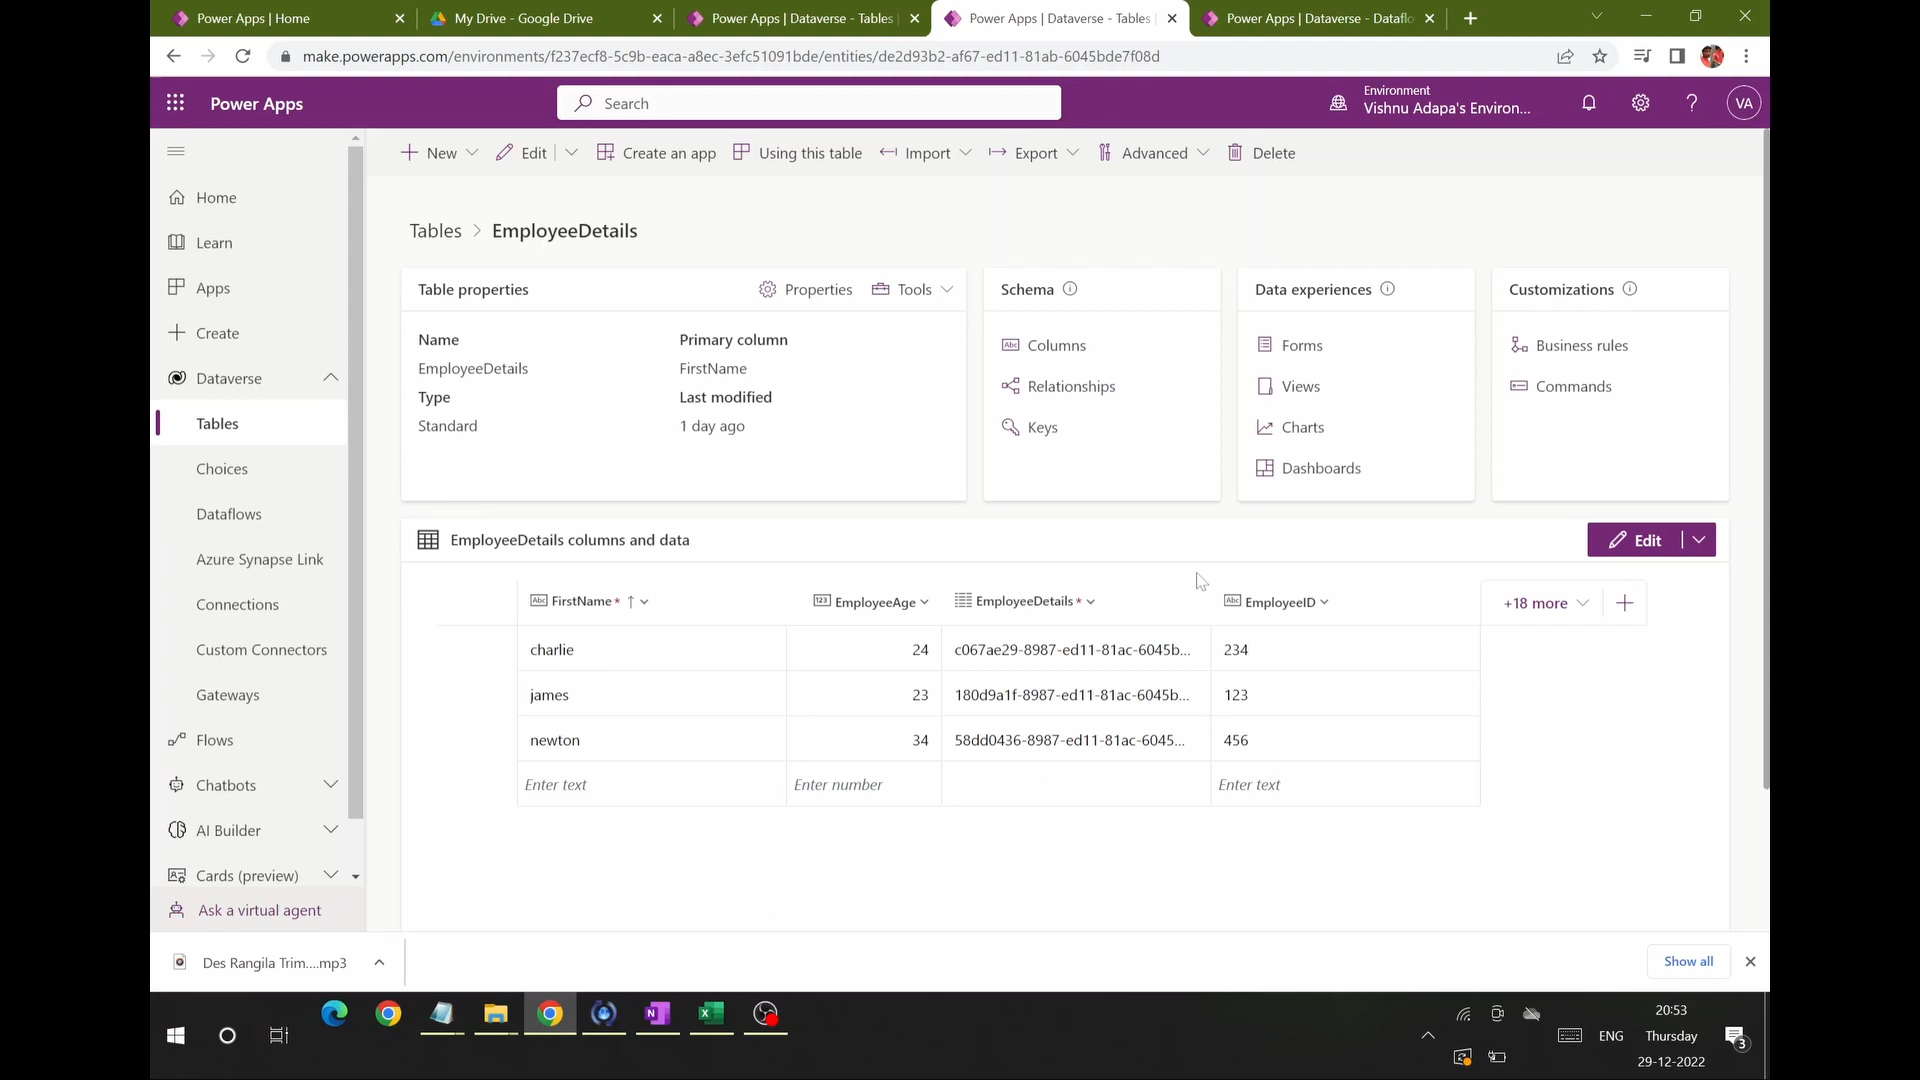 Power Apps | Home
My Drive - Google Drive
Power Apps | Dataverse - Tables
Power Apps | Dataverse - Tables
Power Apps | Dataverse - Dataflo
make.powerapps.com/environments/f237ecf8-5c9b-eaca-a8ec-3efc51091bde/entities/de2d93b2-af67-ed11-81ab-6045bde7f08d
Power Apps
Search
Environment
Vishnu Adapa's Environ...
VA
New
Edit
Create an app
Using this table
Import
Export
Advanced
Delete
Home
Learn
Apps
Create
Dataverse
Tables
Choices
Dataflows
Azure Synapse Link
Connections
Custom Connectors
Gateways
Flows
Chatbots
AI Builder
Cards (preview)
Ask a virtual agent
Tables > EmployeeDetails
Table properties
Properties
Tools
Name
EmployeeDetails
Type
Standard
Primary column
FirstName
Last modified
1 day ago
Schema
Columns
Relationships
Keys
Data experiences
Forms
Views
Charts
Dashboards
Customizations
Business rules
Commands
EmployeeDetails columns and data
Edit
Abc FirstName * ↑
123 EmployeeAge
EmployeeDetails *
Abc EmployeeID
+18 more
charlie 24 c067ae29-8987-ed11-81ac-6045b... 234
james 23 180d9a1f-8987-ed11-81ac-6045b... 123
newton 34 58dd0436-8987-ed11-81ac-6045... 456
Enter text Enter number Enter text
Des Rangila Trim....mp3
Show all
20:53
ENG
Thursday
29-12-2022
3